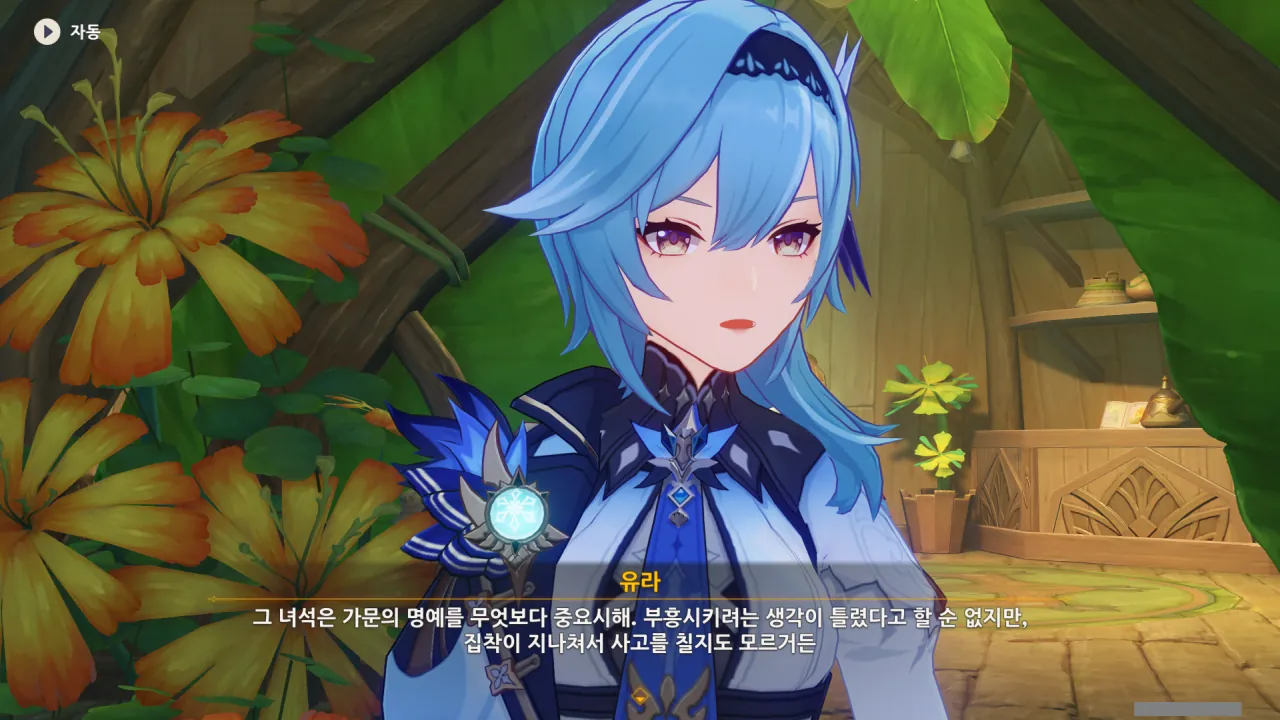 자동
유라
그 녀석은 가문의 명예를 무엇보다 중요시해. 부흥시키려는 생각이 틀렸다고 할 순 없지만,
집착이 지나쳐서 사고를 칠지도 모르거든